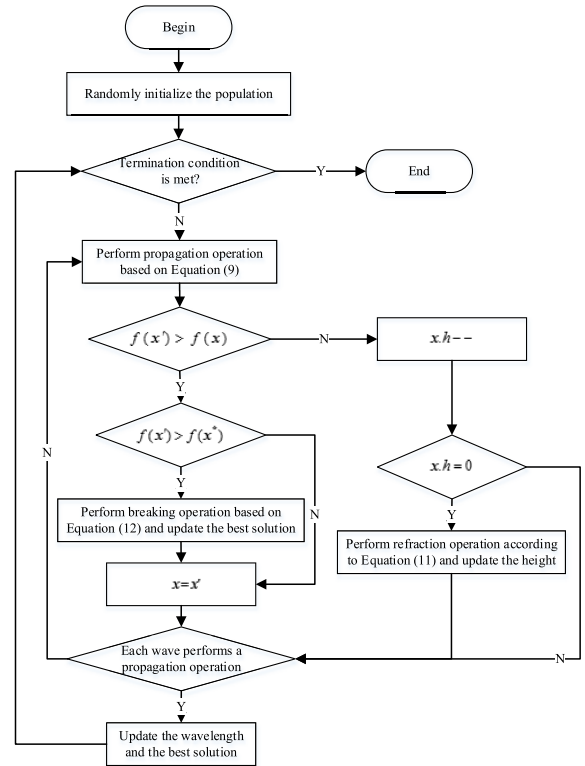 Begin
Randomly initialize the population
Termination condition
is met?
Y
End
N
Perform propagation operation
based on Equation (9)
f (x') > f (x)
N
x.h--
Y
f(x') > f(x*)
x.h = 0
N
Y
Y
Perform breaking operation based on
Equation (12) and update the best solution
N
Perform refraction operation according
to Equation (11) and update the height
x=x'
Each wave performs a
propagation operation
N
Y
Update the wavelength
and the best solution